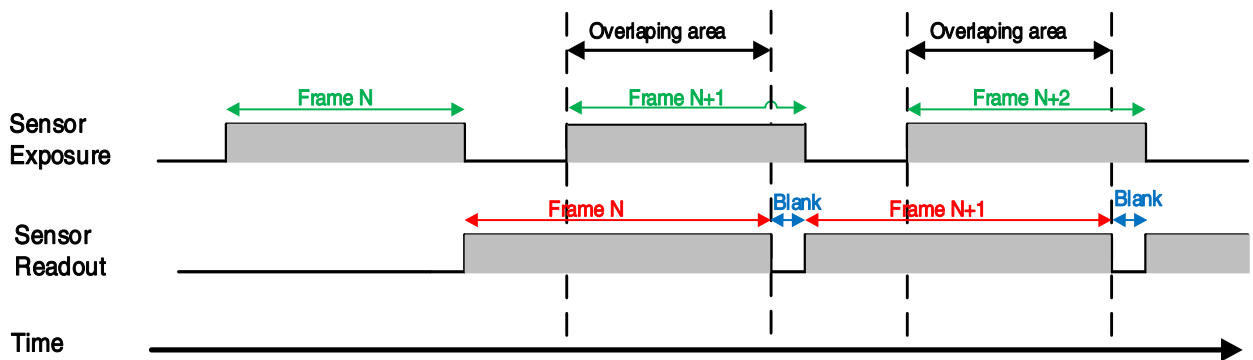 Overlaping area
Overlaping area
Frame N
Frame N+1
Frame N+2
Sensor
Exposure
Frame N
Blank
Frame N+1
Blank
Sensor
Readout
Time